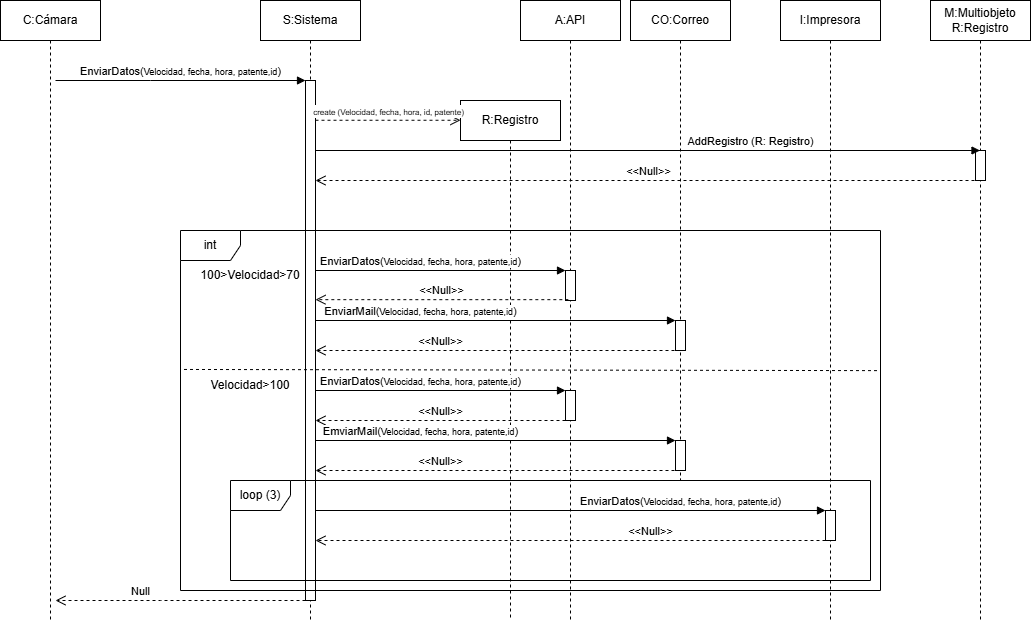 C:Cámara
S:Sistema
A:API
CO:Correo
I:Impresora
M:Multiobjeto
R:Registro
EnviarDatos(Velocidad, fecha, hora, patente,id)
create (Velocidad, fecha, hora, id, patente)
R:Registro
AddRegistro (R: Registro)
<<Null>>
int
100>Velocidad>70
EnviarDatos(Velocidad, fecha, hora, patente,id)
<<Null>>
EnviarMail(Velocidad, fecha, hora, patente,id)
<<Null>>
Velocidad>100
EnviarDatos(Velocidad, fecha, hora, patente,id)
<<Null>>
EmviarMail(Velocidad, fecha, hora, patente,id)
<<Null>>
loop (3)
EnviarDatos(Velocidad, fecha, hora, patente,id)
<<Null>>
Null